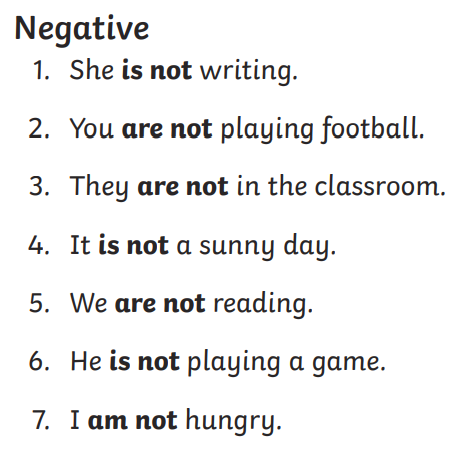 Negative
1. She is not writing.
2. You are not playing football.
3. They are not in the classroom.
4. It is not a sunny day.
5. We are not reading.
6. He is not playing a game.
7. I am not hungry.